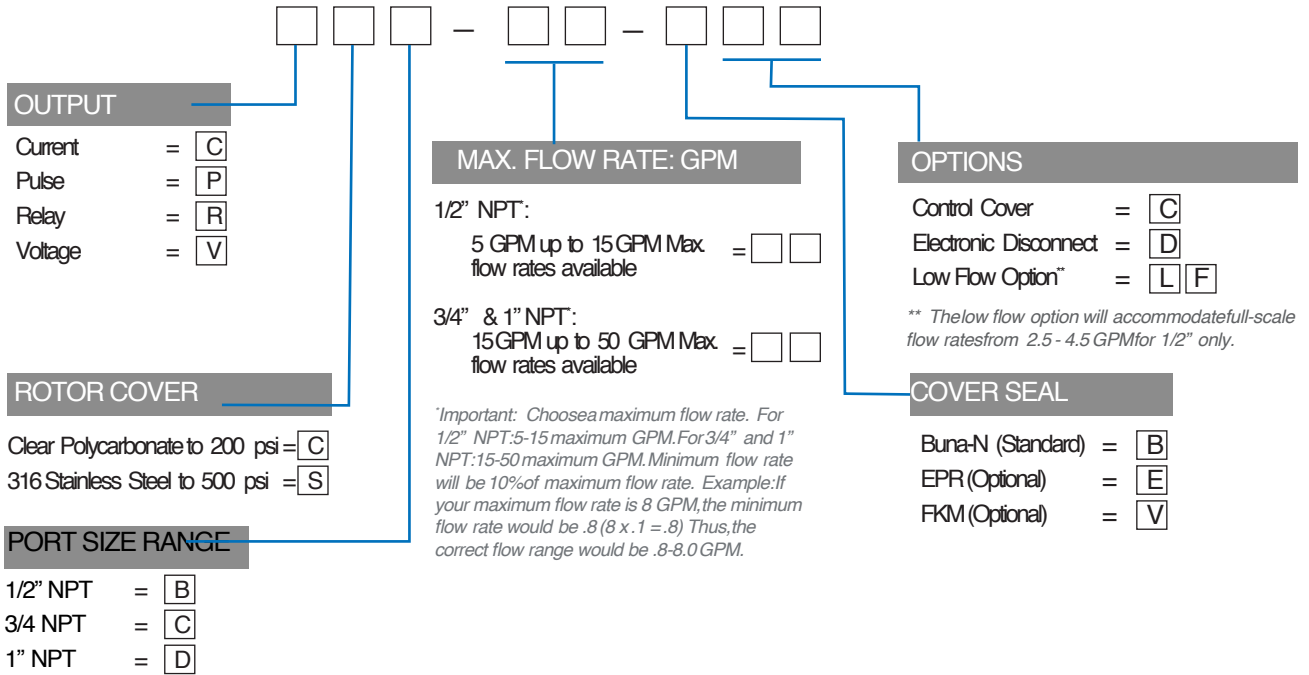 – –
OUTPUT
Current = C
Pulse = P
Relay = R
Voltage = V
ROTOR COVER
Clear Polycarbonate to 200 psi = C
316 Stainless Steel to 500 psi = S
PORT SIZE RANGE
1/2” NPT = B
3/4 NPT = C
1” NPT = D
MAX. FLOW RATE: GPM
1/2” NPT*:
5 GPM up to 15 GPM Max. =
flow rates available
3/4” & 1” NPT*:
15 GPM up to 50 GPM Max. =
flow rates available
*Important: Choose a maximum flow rate. For
1/2” NPT:5-15 maximum GPM. For 3/4” and 1”
NPT:15-50 maximum GPM. Minimum flow rate
will be 10% of maximum flow rate. Example: If
your maximum flow rate is 8 GPM, the minimum
flow rate would be .8 (8 x .1 = .8) Thus, the
correct flow range would be .8-8.0 GPM.
OPTIONS
Control Cover = C
Electronic Disconnect = D
Low Flow Option** = L F
** The low flow option will accommodate full-scale
flow rates from 2.5 - 4.5 GPM for 1/2” only.
COVER SEAL
Buna-N (Standard) = B
EPR (Optional) = E
FKM (Optional) = V